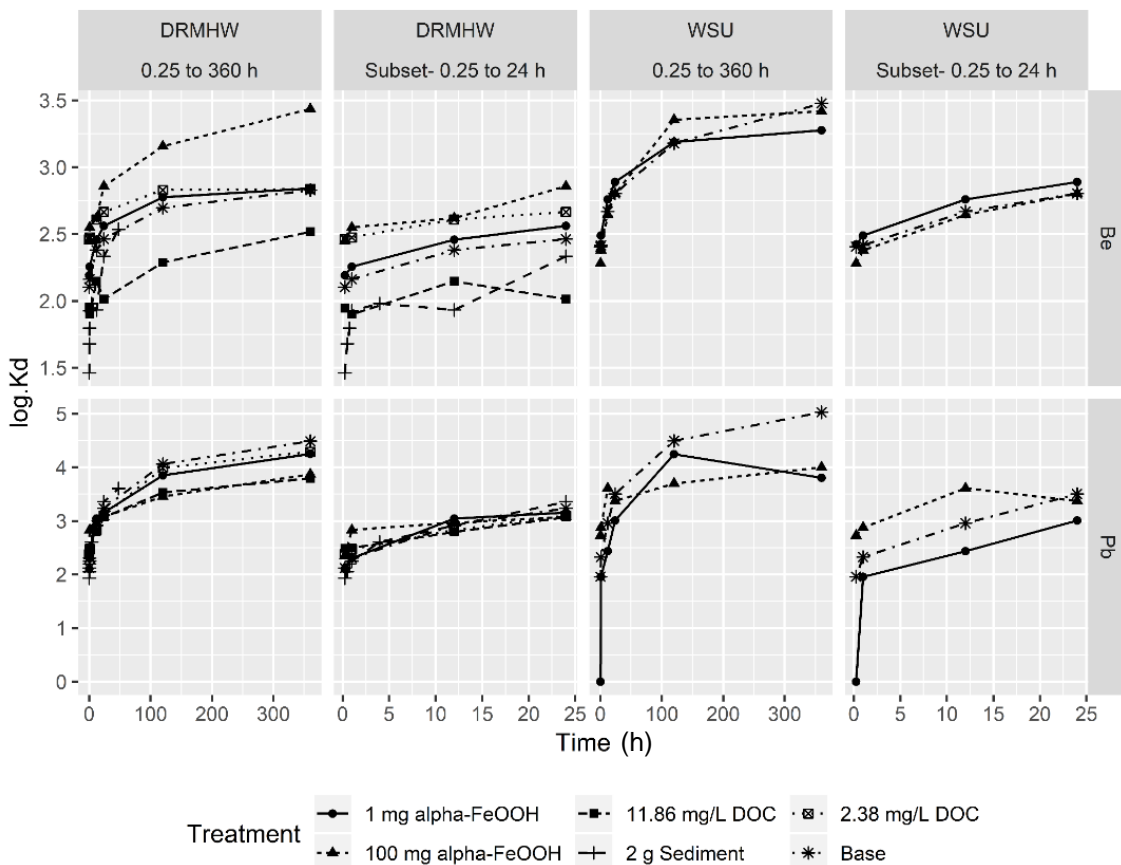 DRMHW DRMHW WSU WSU
0.25 to 360 h Subset- 0.25 to 24 h 0.25 to 360 h Subset- 0.25 to 24 h
3.5
3.0
2.5
2.0
1.5
Be
log.Kd
5
4
3
2
1
0
Pb
0 100 200 300 0 5 10 15 20 25 0 100 200 300 0 5 10 15 20 25
Time (h)
Treatment
1 mg alpha-FeOOH 11.86 mg/L DOC 2.38 mg/L DOC
100 mg alpha-FeOOH 2 g Sediment Base